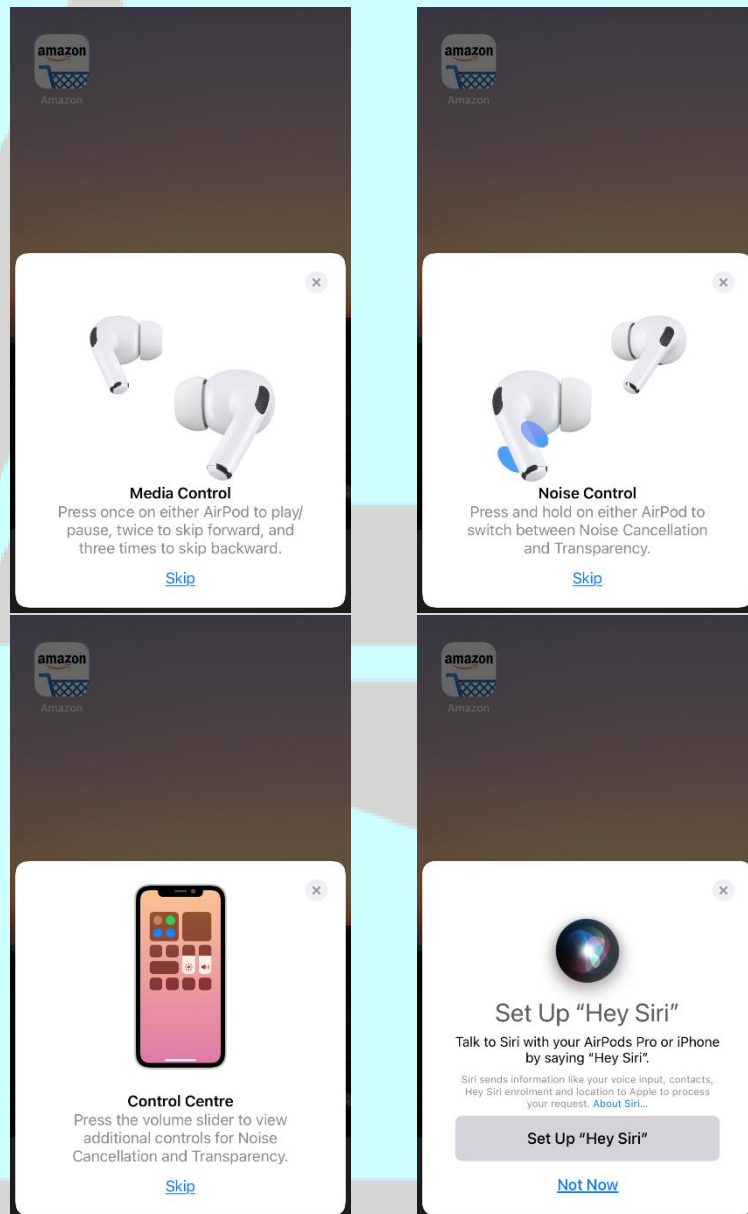 amazon
Amazon
Media Control
Press once on either AirPod to play/
pause, twice to skip forward, and
three times to skip backward.
Skip
amazon
Amazon
Noise Control
Press and hold on either AirPod to
switch between Noise Cancellation
and Transparency.
Skip
amazon
Amazon
Control Centre
Press the volume slider to view
additional controls for Noise
Cancellation and Transparency.
Skip
amazon
Amazon
Set Up “Hey Siri”
Talk to Siri with your AirPods Pro or iPhone
by saying “Hey Siri”.
Siri sends information like your voice input, contacts,
Hey Siri enrolment and location to Apple to process
your request. About Siri...
Set Up “Hey Siri”
Not Now